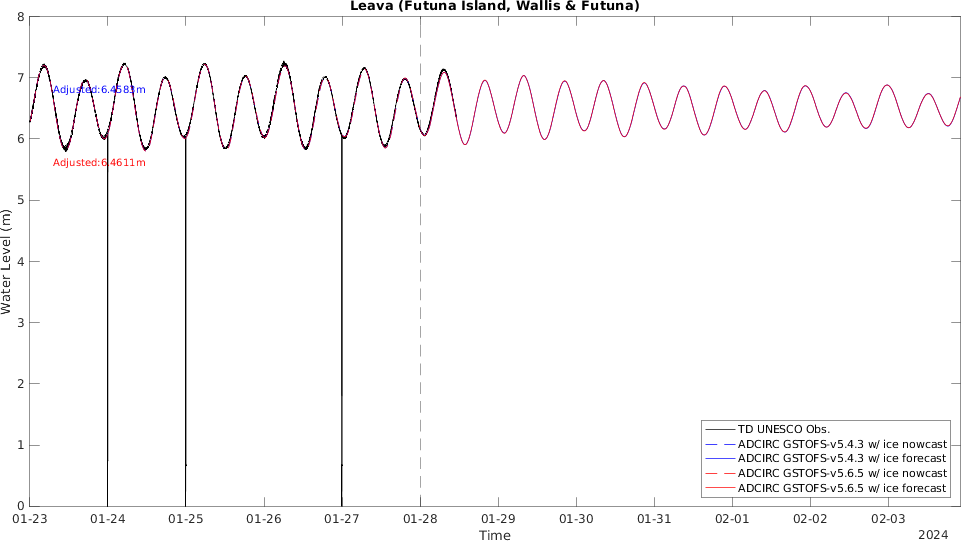 Leava (Futuna Island, Wallis & Futuna)
8
7
6
5
4
3
2
1
0
Water Level (m)
Adjusted:6.4583m
Adjusted:6.4611m
TD UNESCO Obs.
ADCIRC GSTOFS-v5.4.3 w/ ice nowcast
ADCIRC GSTOFS-v5.4.3 w/ ice forecast
ADCIRC GSTOFS-v5.6.5 w/ ice nowcast
ADCIRC GSTOFS-v5.6.5 w/ ice forecast
01-23 01-24 01-25 01-26 01-27 01-28 01-29 01-30 01-31 02-01 02-02 02-03
Time
2024